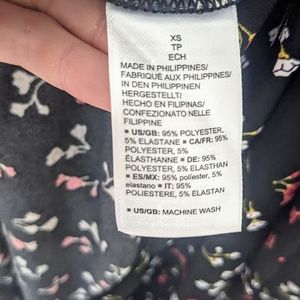 XS
TP
ECH
MADE IN PHILIPPINES/
FABRIQUÉ AUX PHILIPPINES/
IN DEN PHILIPPINEN
HERGESTELLT/
HECHO EN FILIPINAS/
CONFEZIONATO NELLE
FILIPPINE
▪ US/GB: 95% POLYESTER,
5% ELASTANE ▪ CA/FR: 95%
POLYESTER, 5%
ÉLASTHANNE ▪ DE: 95%
POLYESTER, 5% ELASTHAN
▪ ES/MX: 95% poliéster, 5%
elastano ▪ IT: 95%
POLIESTERE, 5% ELASTAN
▪ US/GB: MACHINE WASH